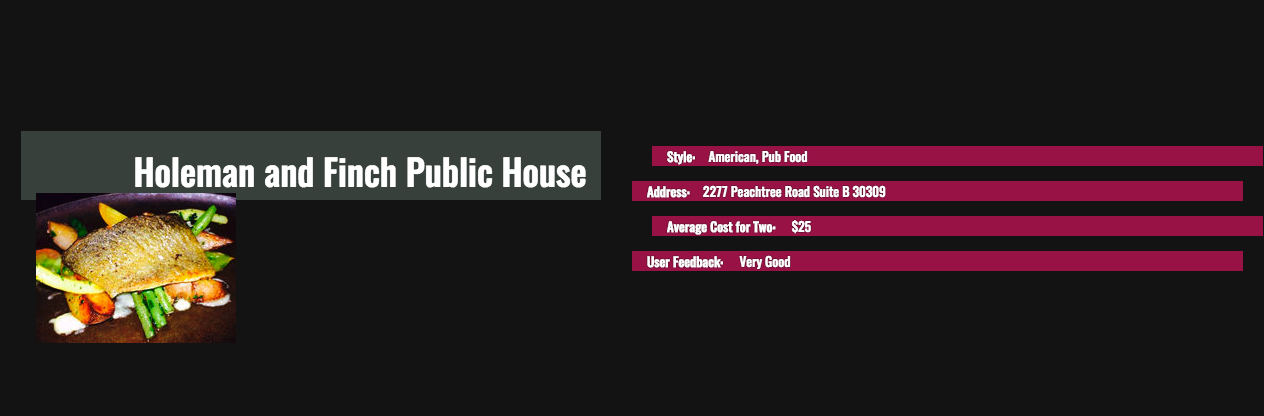 Holeman and Finch Public House
Style· American, Pub Food
Address· 2277 Peachtree Road Suite B 30309
Average Cost for Two· $25
User Feedback· Very Good